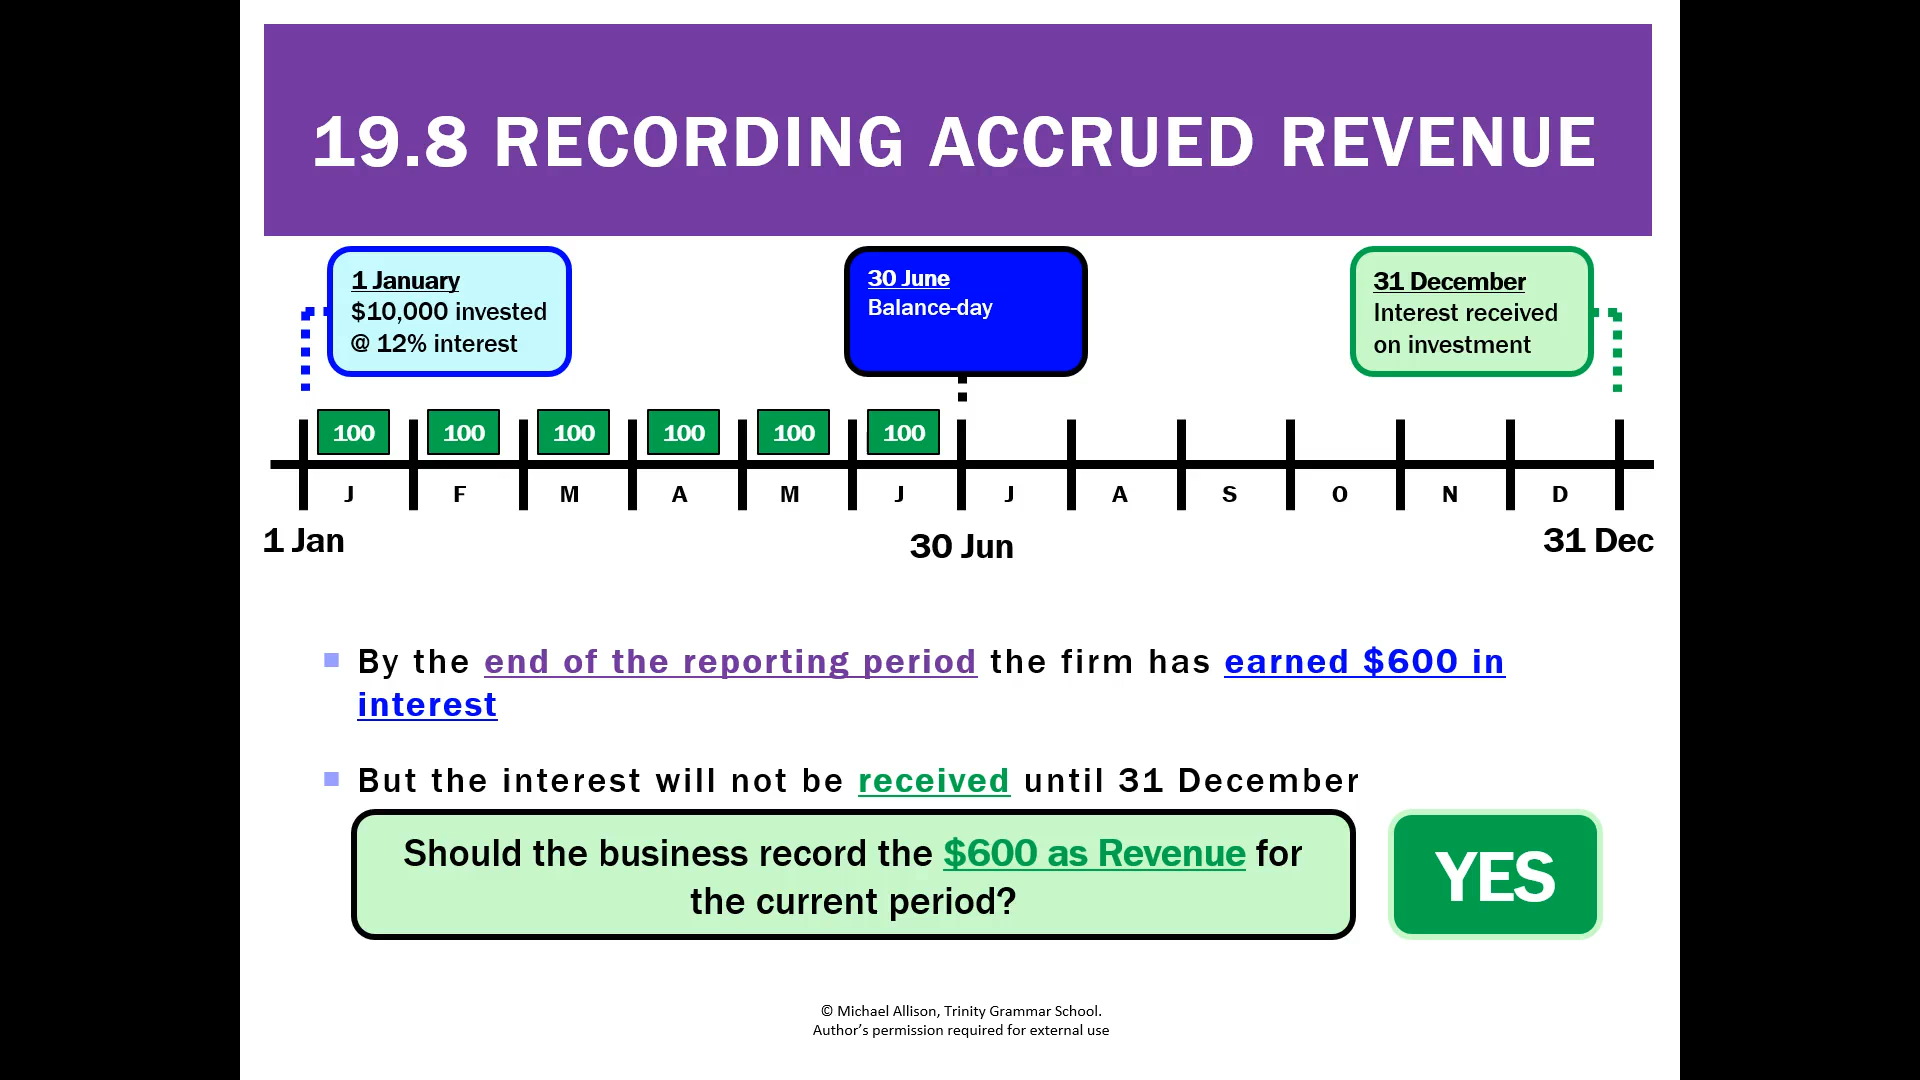 19.8 RECORDING ACCRUED REVENUE
1 January
$10,000 invested
@ 12% interest
30 June
Balance-day
31 December
Interest received
on investment
100 100 100 100 100 100
J F M A M J J A S O N D
1 Jan 30 Jun 31 Dec
By the end of the reporting period the firm has earned $600 in
interest
But the interest will not be received until 31 December
Should the business record the $600 as Revenue for
the current period?
YES
© Michael Allison, Trinity Grammar School.
Author’s permission required for external use